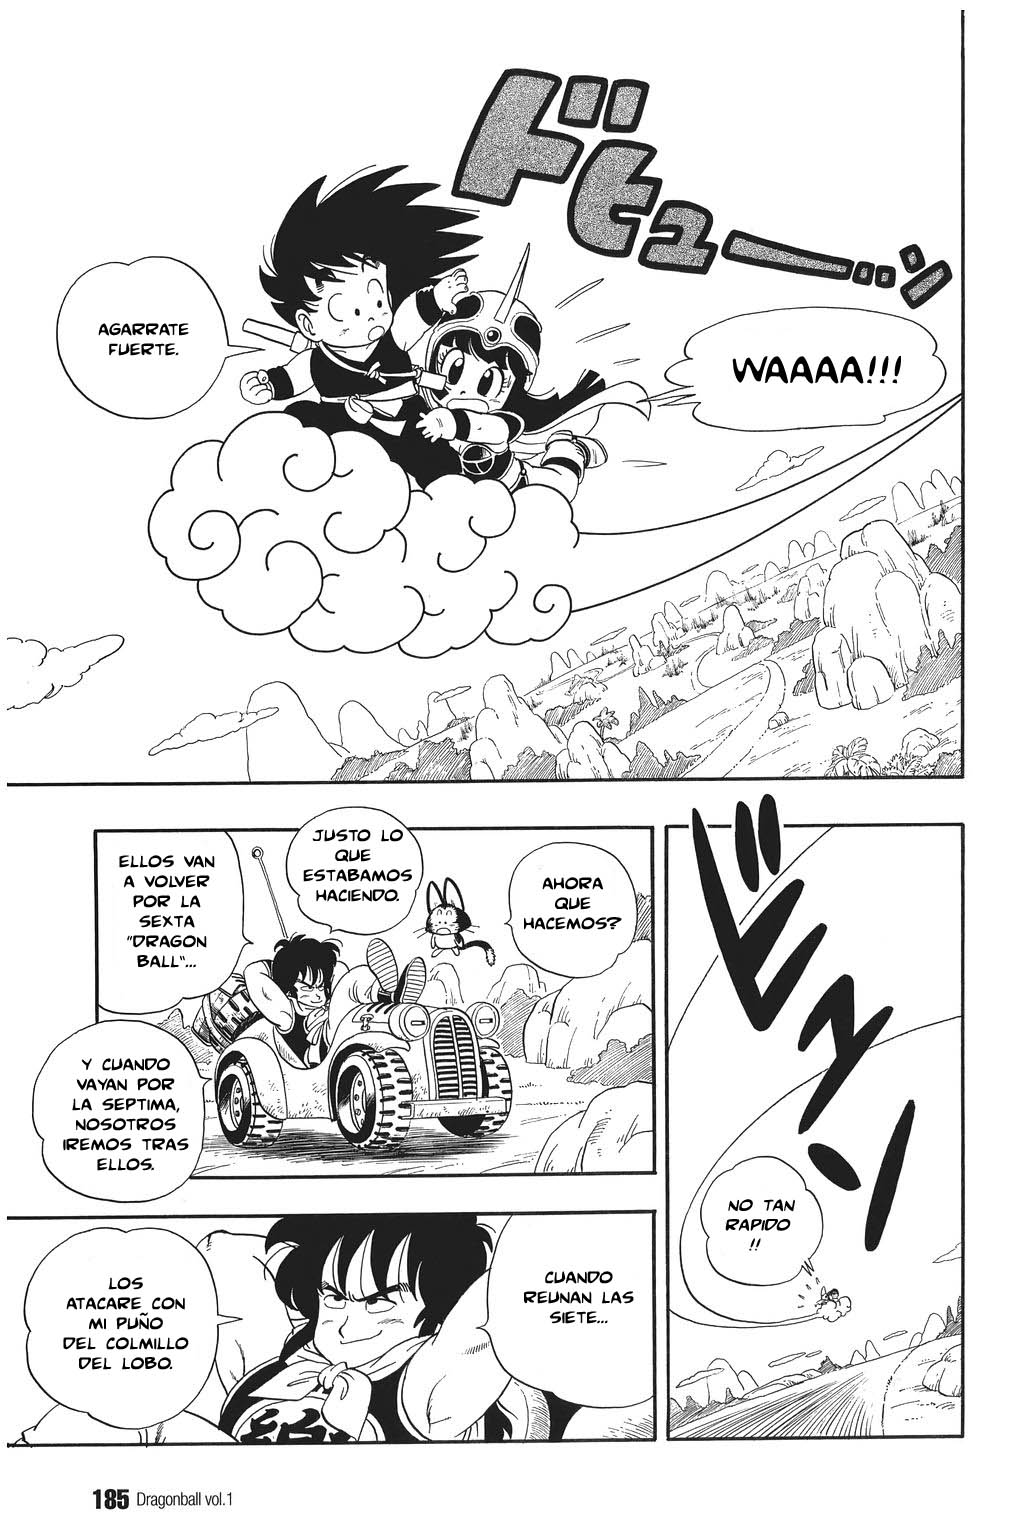 ドヒューーッ
AGARRATE
FUERTE.
WAAAA!!!
ビューン
NO TAN
RAPIDO
!!
AHORA
QUE
HACEMOS?
JUSTO LO
QUE
ESTABAMOS
HACIENDO.
ELLOS VAN
A VOLVER
POR LA
SEXTA
"DRAGON
BALL"...
Y CUANDO
VAYAN POR
LA SEPTIMA,
NOSOTROS
IREMOS TRAS
ELLOS.
CUANDO
REUNAN LAS
SIETE...
LOS
ATACARE CON
MI PUÑO
DEL COLMILLO
DEL LOBO.
185 Dragonball vol.1